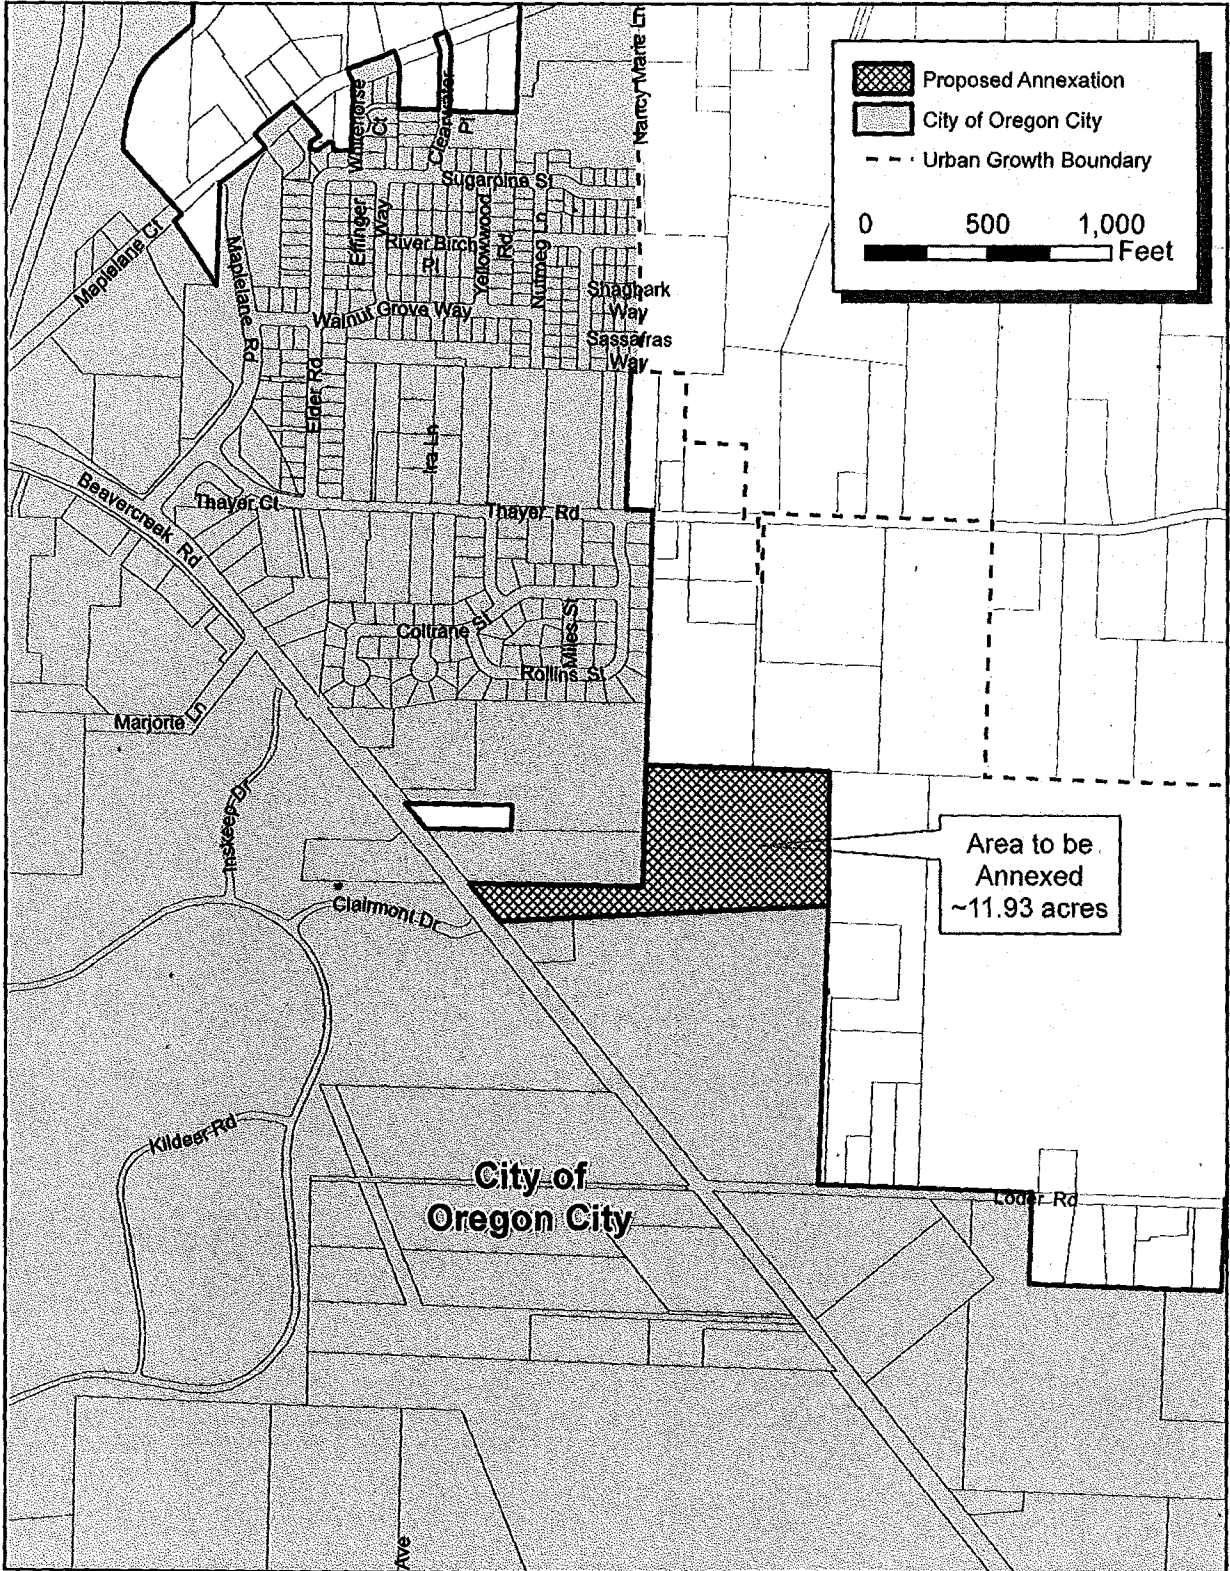 Nancy Marie Ln
Proposed Annexation
City of Oregon City
Urban Growth Boundary
0 500 1,000
Feet
Whitehorse
Ct
Clearwater
Pl
Sugarpine St
Effinger
Way
River Birch
Pl
Yellowwood
Rd
Nutmeg Ln
Maplelane Ct
Maplelane Rd
Walnut Grove Way
Shagbark
Way
Sassafras
Way
Elder Rd
Ira Ln
Beavercreek Rd
Thayer Ct
Thayer Rd
Coltrane St
Miles St
Rollins St
Marjorie Ln
Inskeep Dr
Clairmont Dr
Area to be
Annexed
~11.93 acres
Kildeer Rd
City of
Oregon City
Loder Rd
Ave